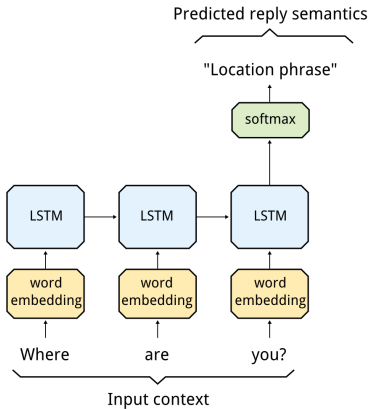 Predicted reply semantics
"Location phrase"
softmax
LSTM LSTM LSTM
word embedding word embedding word embedding
Where are you?
Input context